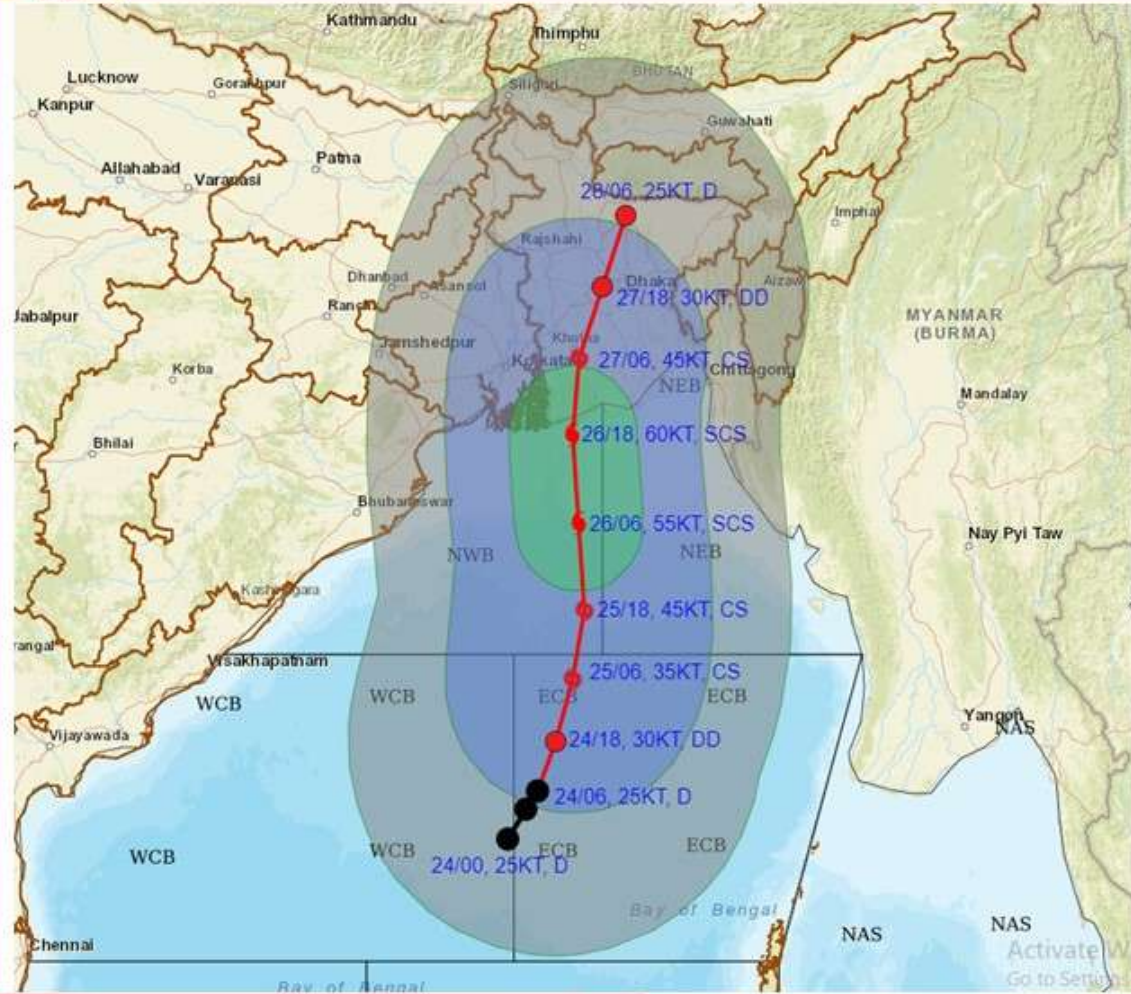 Kathmandu
Thimphu
BHUTAN
Lucknow
Gorakhpur
Siliguri
Kanpur
Guwahati
Patna
Allahabad
Varanasi
28/06, 25KT, D
Imphal
Rajshahi
Dhanbad
Asansol
Dhaka
Aizaw
27/18, 30KT, DD
Ranchi
Jabalpur
MYANMAR
(BURMA)
Jamshedpur
Khulna
Kolkata
27/06, 45KT, CS
Chittagong
Korba
NEB
Mandalay
26/18, 60KT, SCS
Bhilai
Bhubaneswar
26/06, 55KT, SCS
Nay Pyi Taw
NWB
NEB
25/18, 45KT, CS
rangal
Visakhapatnam
25/06, 35KT, CS
WCB
WCB
ECB
ECB
Yangon
NAS
Vijayawada
24/18, 30KT, DD
24/06, 25KT, D
WCB
WCB
ECB
ECB
24/00, 25KT, D
Bay of Bengal
NAS
NAS
Chennai
Activate W
Go to Settings
Bay of Bengal